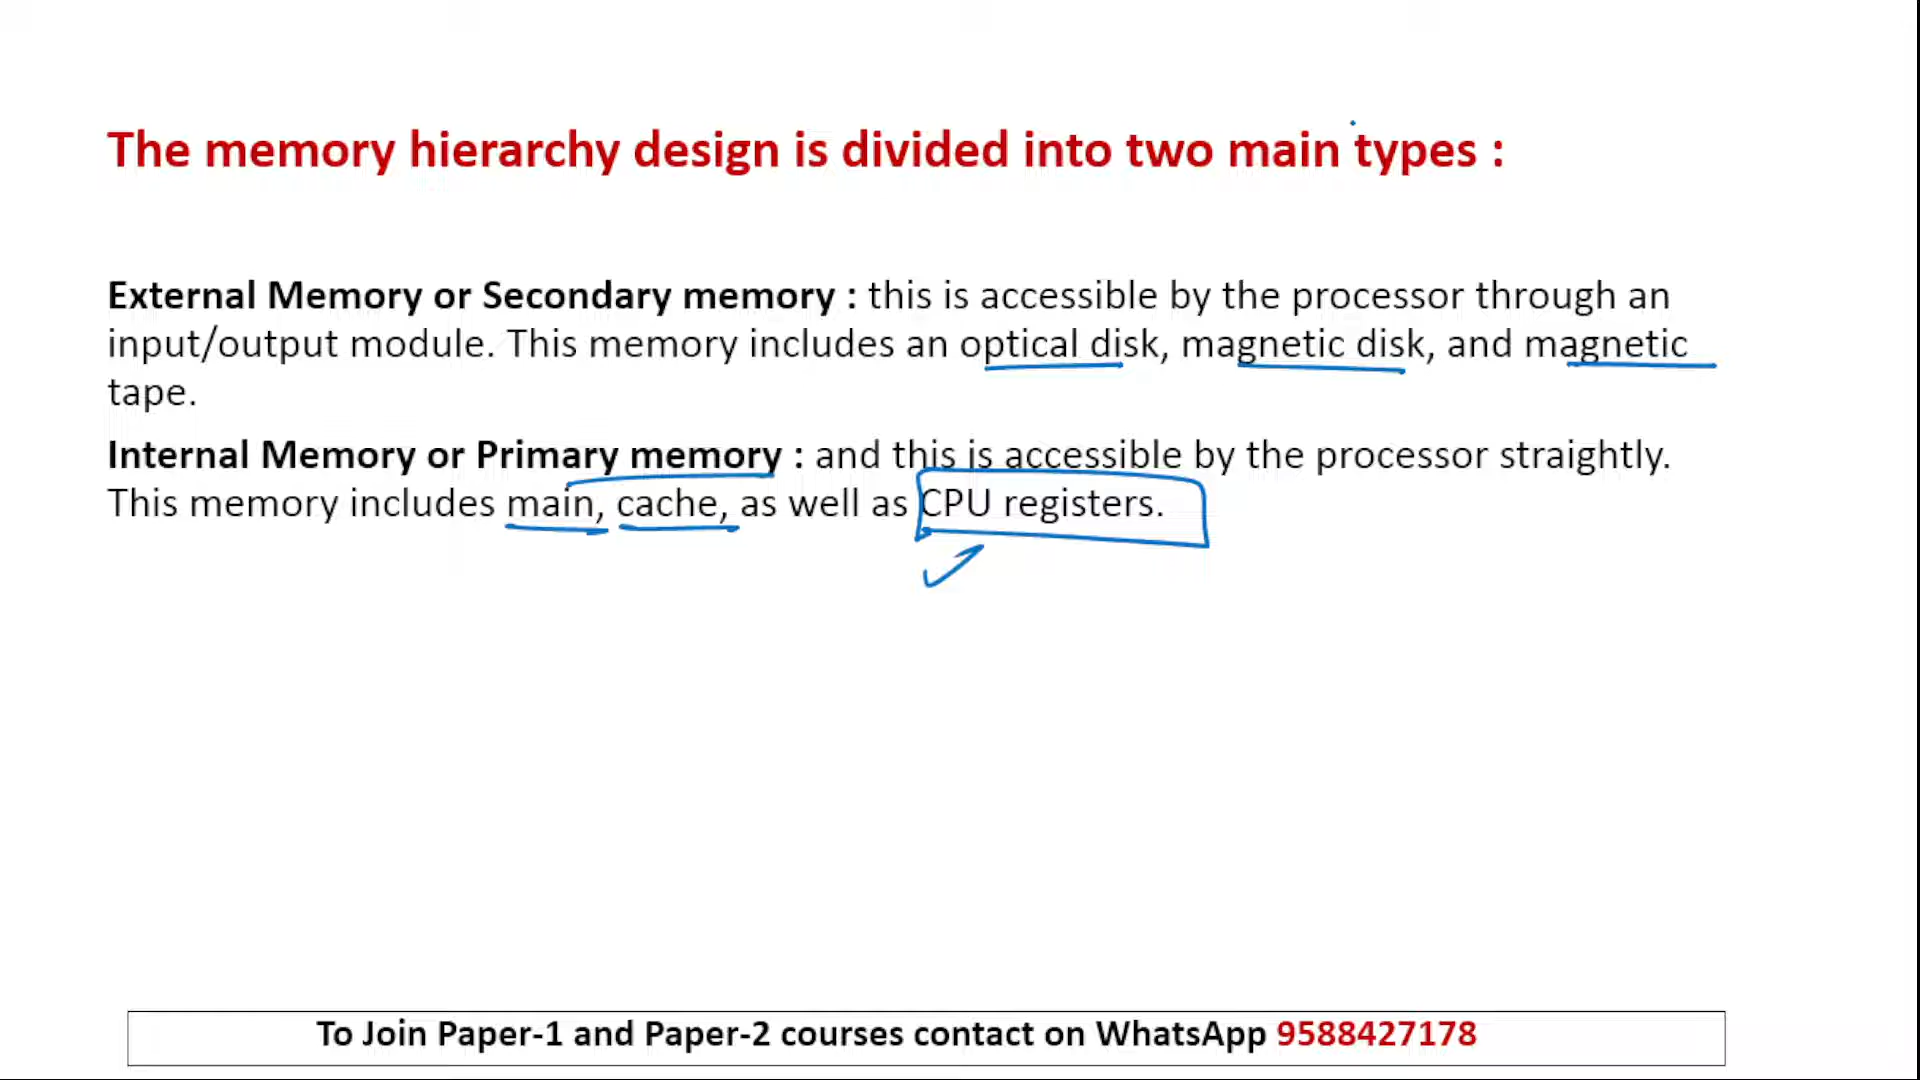 The memory hierarchy design is divided into two main types :
External Memory or Secondary memory : this is accessible by the processor through an
input/output module. This memory includes an optical disk, magnetic disk, and magnetic
tape.
Internal Memory or Primary memory : and this is accessible by the processor straightly.
This memory includes main, cache, as well as CPU registers.
To Join Paper-1 and Paper-2 courses contact on WhatsApp 9588427178